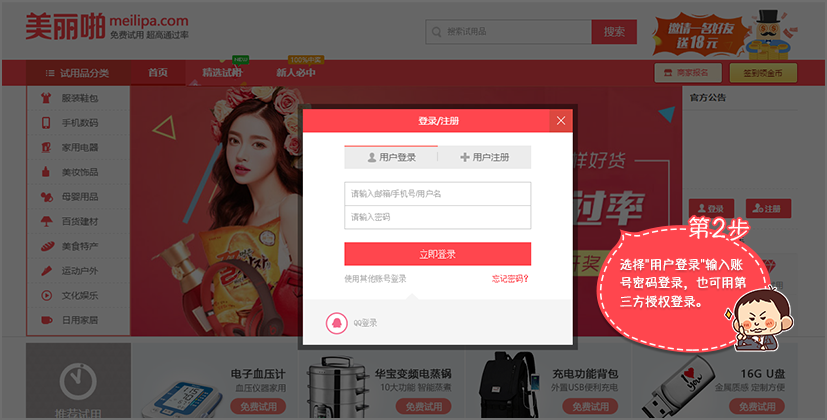 美丽啪 meilipa.com
免费试用 超高通过率
搜索试用品
搜索
邀请一名好友
送18元
试用品分类
首页
精选试用
NEW
新人必中
100%中奖
商家报名
签到领金币
服装鞋包
手机数码
家用电器
美妆饰品
母婴用品
百货建材
美食特产
运动户外
文化娱乐
日用家居
官方公告
登录
注册
登录/注册
用户登录
用户注册
请输入邮箱/手机号/用户名
请输入密码
立即登录
使用其他账号登录
忘记密码?
QQ登录
样好货
过率
第2步
选择"用户登录"输入账
号密码登录，也可用第
三方授权登录。
推荐试用
电子血压计
血压仪器家用
免费试用
华宝变频电蒸锅
10大功能 智能蒸煮
免费试用
充电功能背包
外置USB便利充电
免费试用
I
you
16G U盘
金属质感 定制方便
免费试用